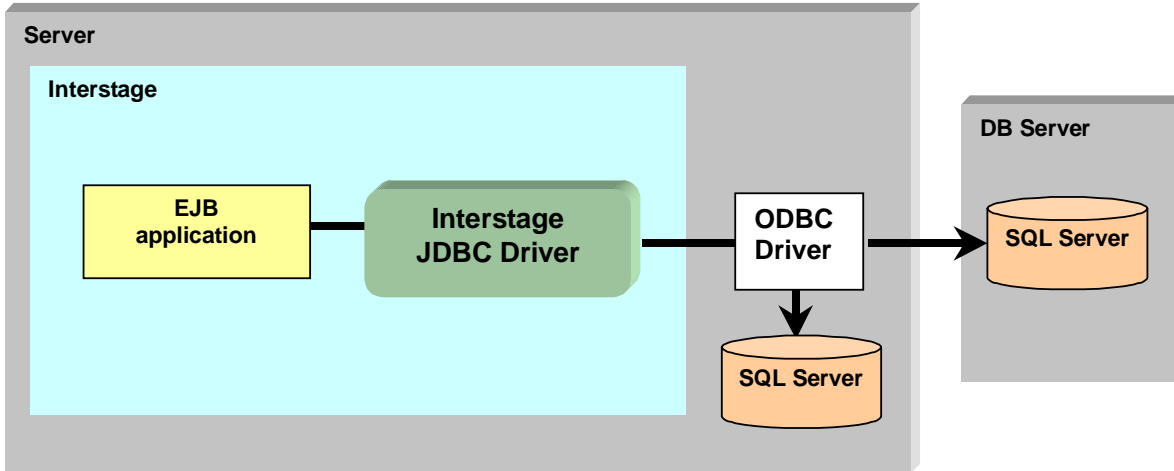 Server
Interstage
DB Server
EJB
application
Interstage
JDBC Driver
ODBC
Driver
SQL Server
SQL Server